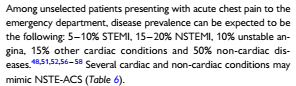 Among unselected patients presenting with acute chest pain to the
emergency department, disease prevalence can be expected to be
the following: 5–10% STEMI, 15–20% NSTEMI, 10% unstable an-
gina, 15% other cardiac conditions and 50% non-cardiac dis-
eases.48,51,52,56–58 Several cardiac and non-cardiac conditions may
mimic NSTE-ACS (Table 6).